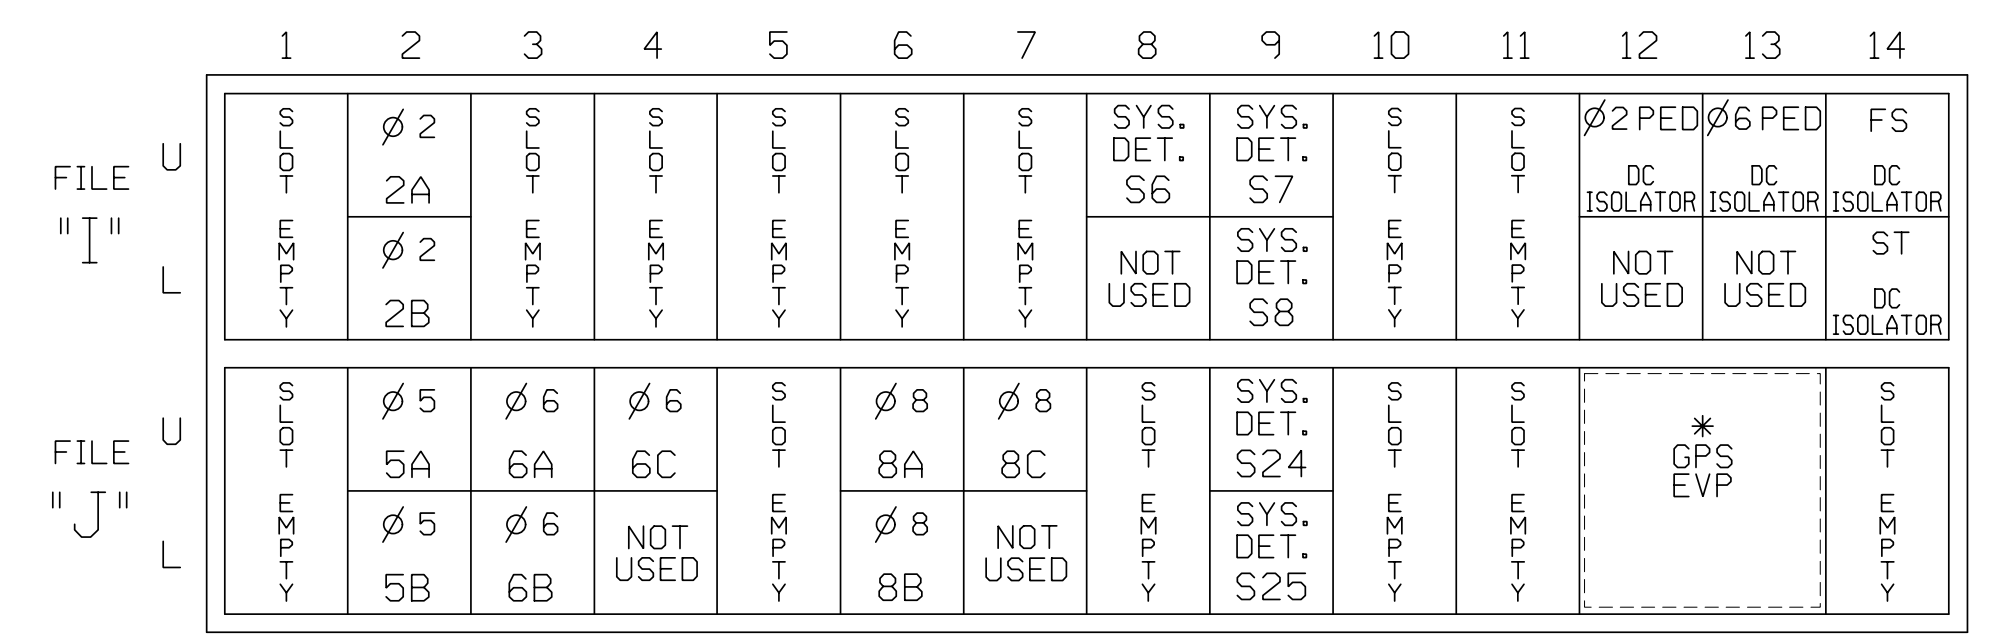 1 2 3 4 5 6 7 8 9 10 11 12 13 14
FILE "I"
U
SLOT EMPTY
Ø 2 2A
SLOT EMPTY
SLOT EMPTY
SLOT EMPTY
SLOT EMPTY
SLOT EMPTY
SYS. DET. S6
SYS. DET. S7
SLOT EMPTY
SLOT EMPTY
Ø2 PED DC ISOLATOR
Ø6 PED DC ISOLATOR
FS DC ISOLATOR
L
Ø 2 2B
NOT USED
SYS. DET. S8
NOT USED
NOT USED
ST DC ISOLATOR
FILE "J"
U
SLOT EMPTY
Ø 5 5A
Ø 6 6A
Ø 6 6C
SLOT EMPTY
Ø 8 8A
Ø 8 8C
SLOT EMPTY
SYS. DET. S24
SLOT EMPTY
SLOT EMPTY
* GPS EVP
SLOT EMPTY
L
Ø 5 5B
Ø 6 6B
NOT USED
Ø 8 8B
NOT USED
SYS. DET. S25